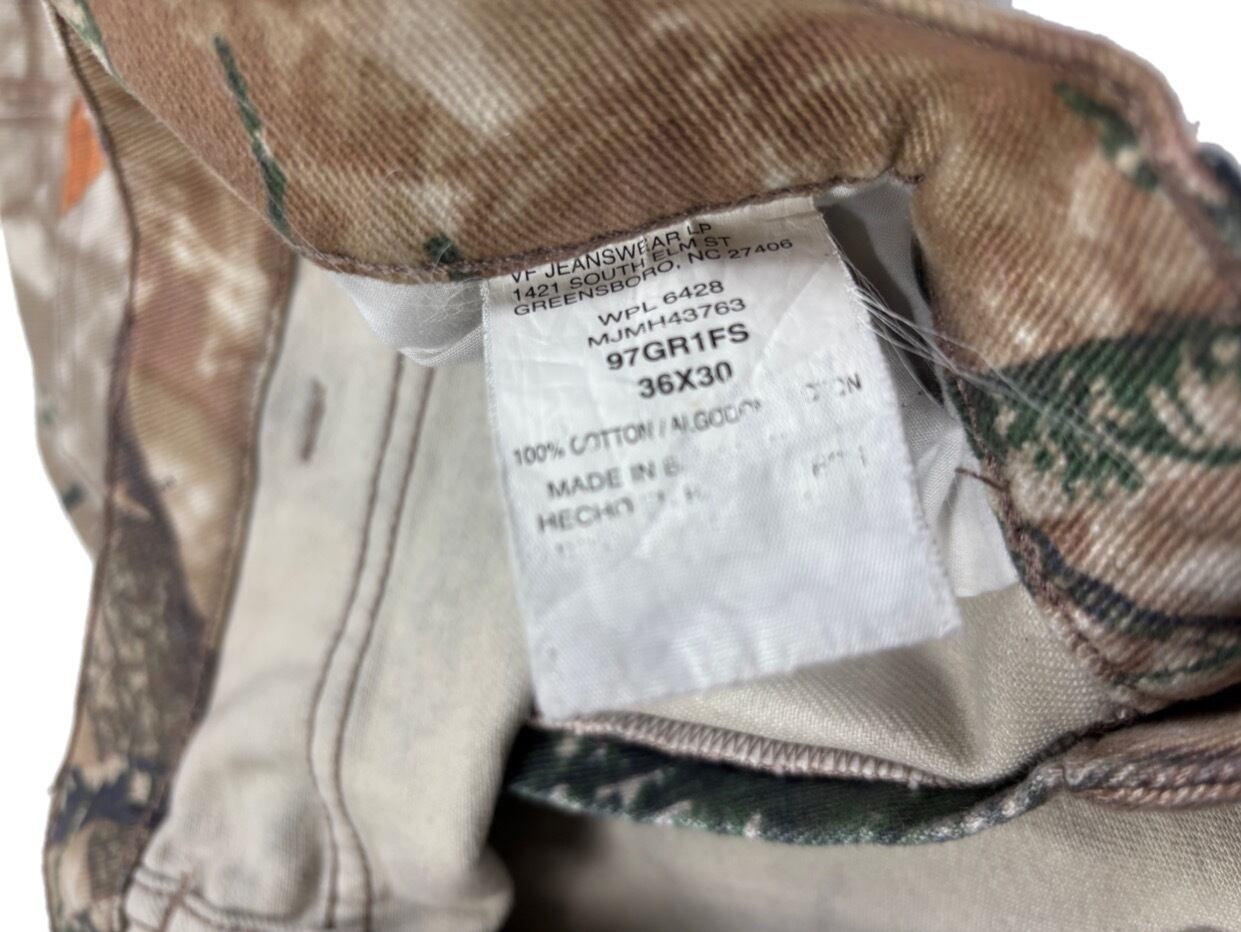 VF JEANSWEAR LP
1421 SOUTH ELM ST
GREENSBORO, NC 27406
WPL 6428
MJMH43763
97GR1FS
36X30
100% COTTON / ALGODON
MADE IN
HECHO